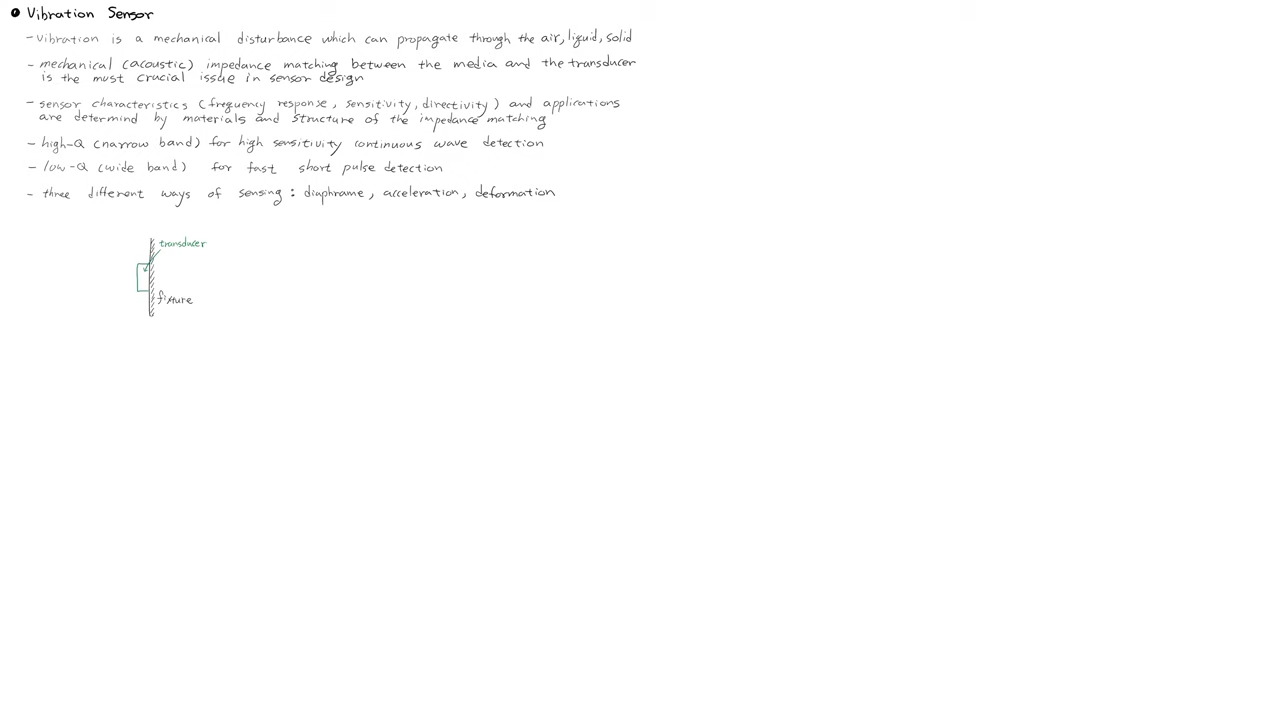 • Vibration Sensor
- Vibration is a mechanical disturbance which can propagate through the air, liquid, solid
- mechanical (acoustic) impedance matching between the media and the transducer
is the must crucial issue in sensor design
- sensor characteristics (frequency response, sensitivity, directivity) and applications
are determind by materials and structure of the impedance matching
- high-Q (narrow band) for high sensitivity continuous wave detection
- low-Q (wide band) for fast short pulse detection
- three different ways of sensing : diaphrame, acceleration, deformation
transducer
fixture